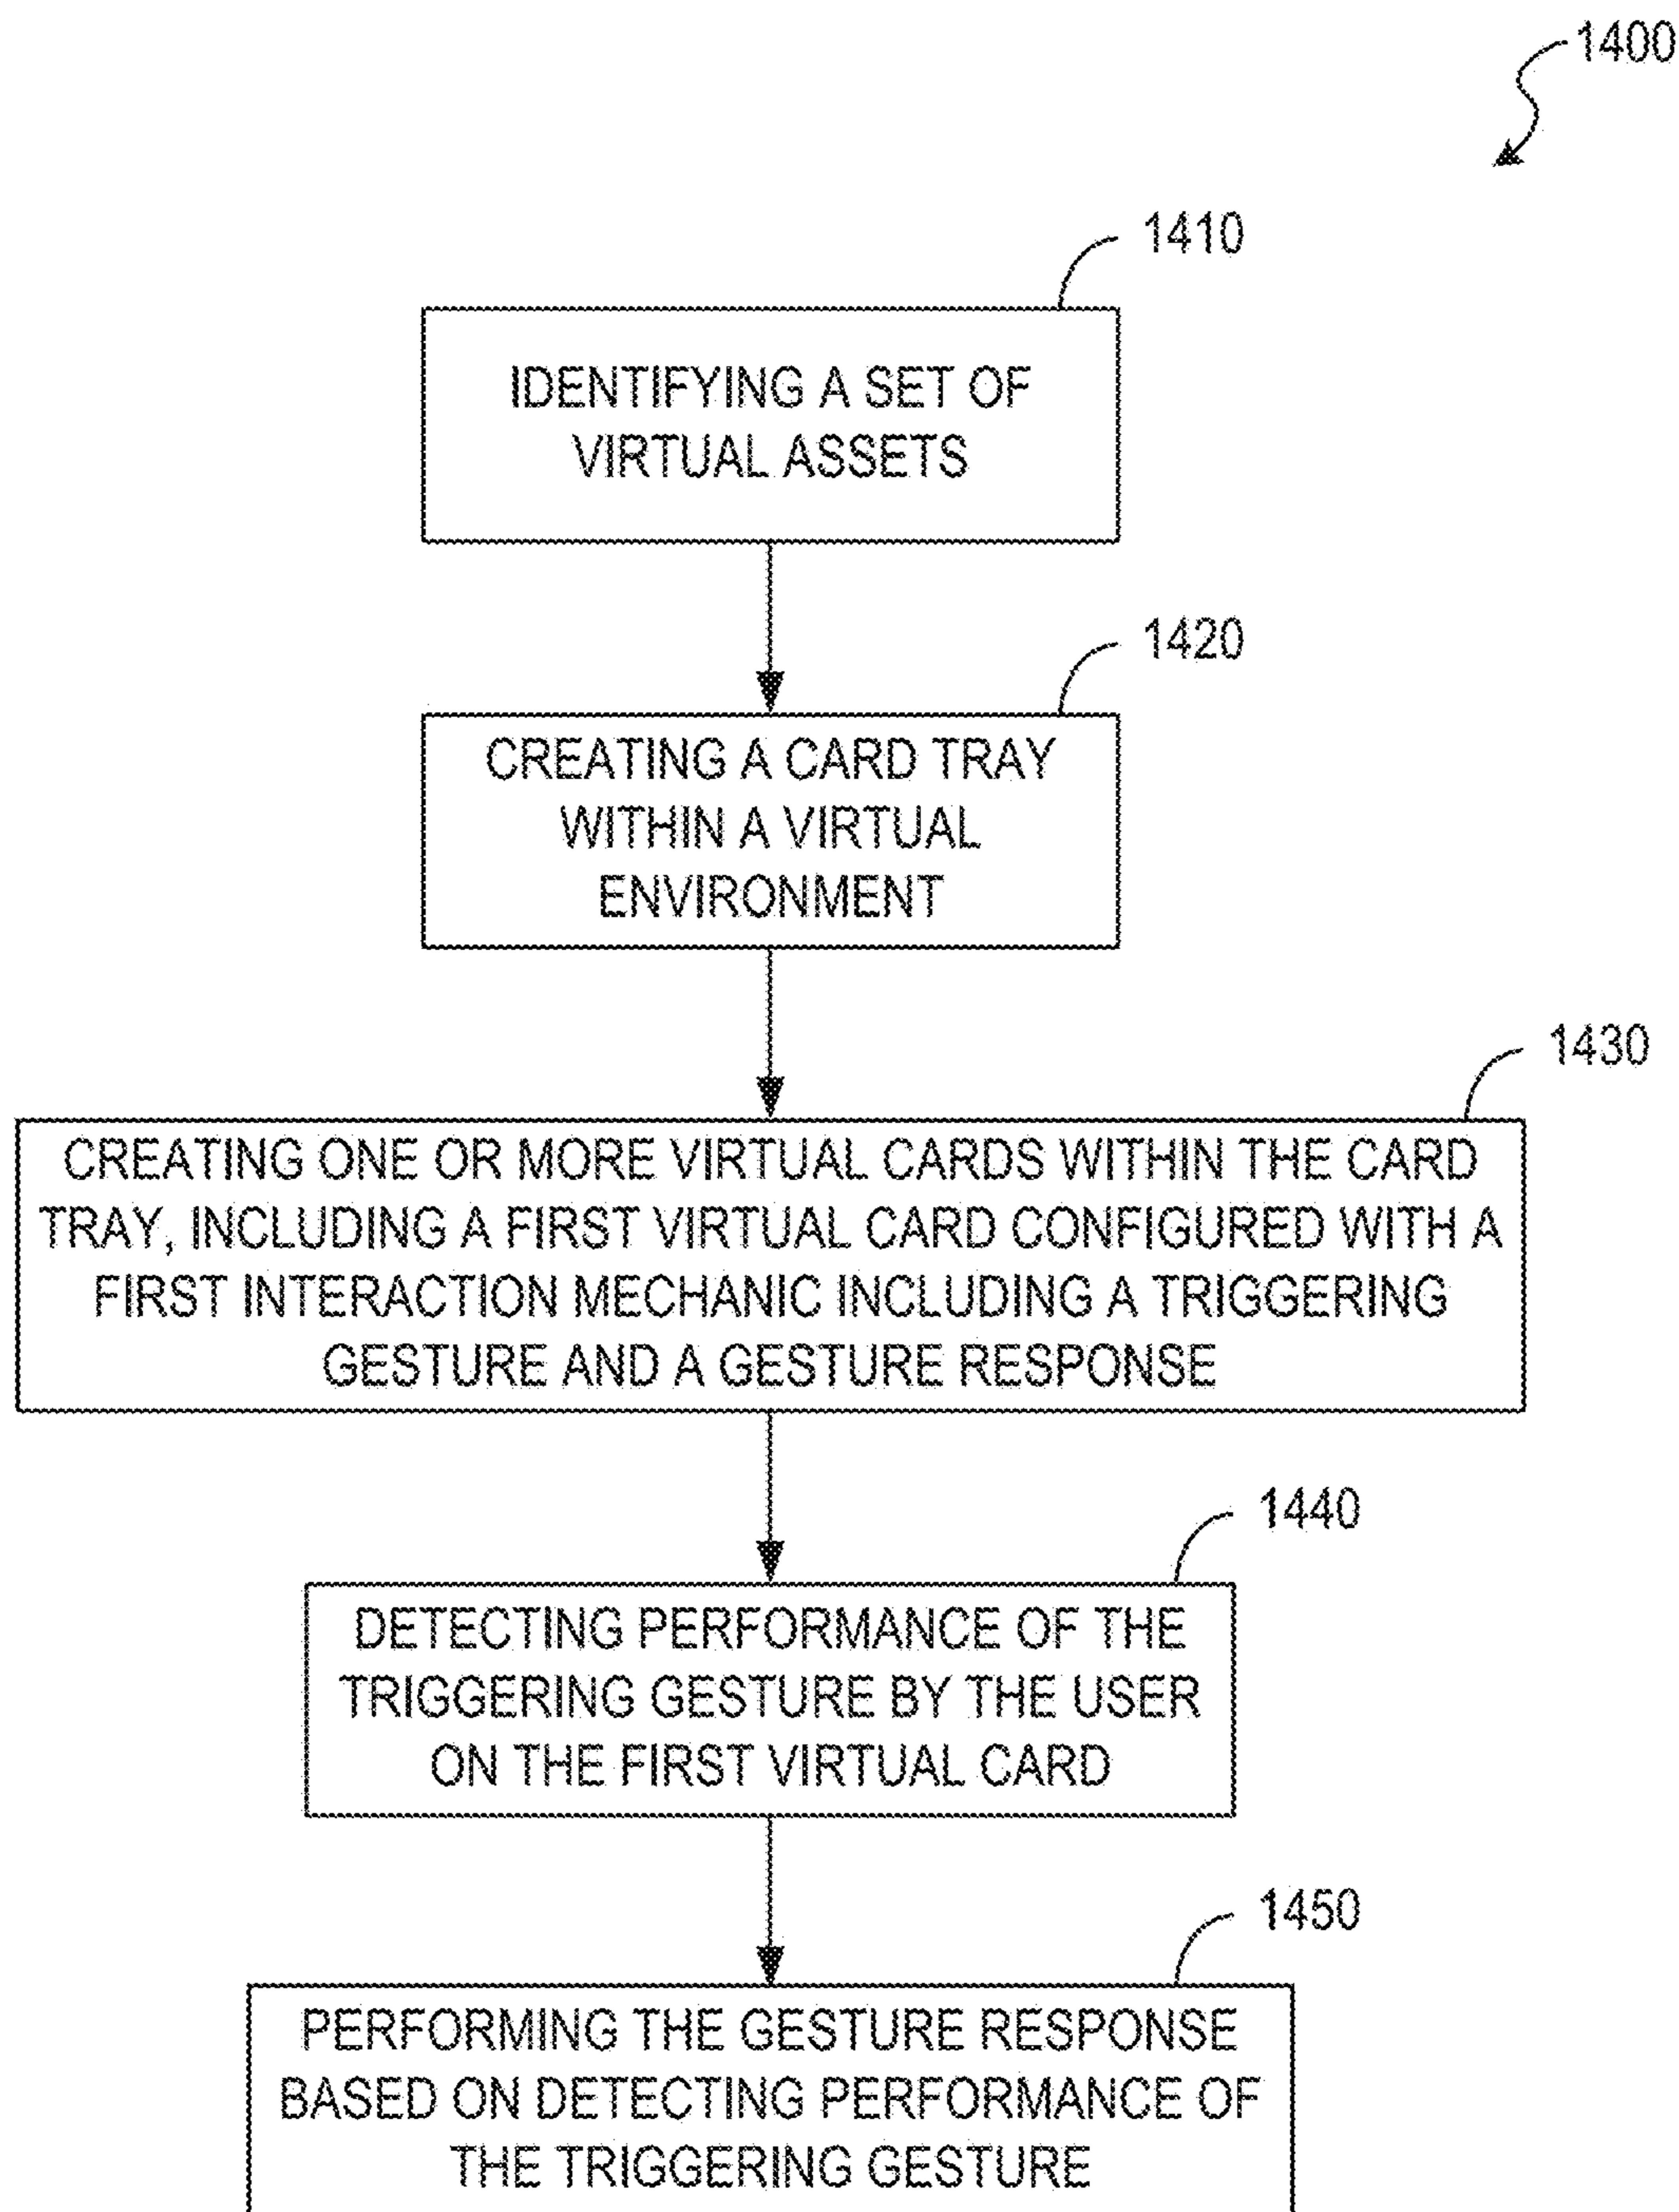 1400
1410
IDENTIFYING A SET OF
VIRTUAL ASSETS
1420
CREATING A CARD TRAY
WITHIN A VIRTUAL
ENVIRONMENT
1430
CREATING ONE OR MORE VIRTUAL CARDS WITHIN THE CARD
TRAY, INCLUDING A FIRST VIRTUAL CARD CONFIGURED WITH A
FIRST INTERACTION MECHANIC INCLUDING A TRIGGERING
GESTURE AND A GESTURE RESPONSE
1440
DETECTING PERFORMANCE OF THE
TRIGGERING GESTURE BY THE USER
ON THE FIRST VIRTUAL CARD
1450
PERFORMING THE GESTURE RESPONSE
BASED ON DETECTING PERFORMANCE OF
THE TRIGGERING GESTURE